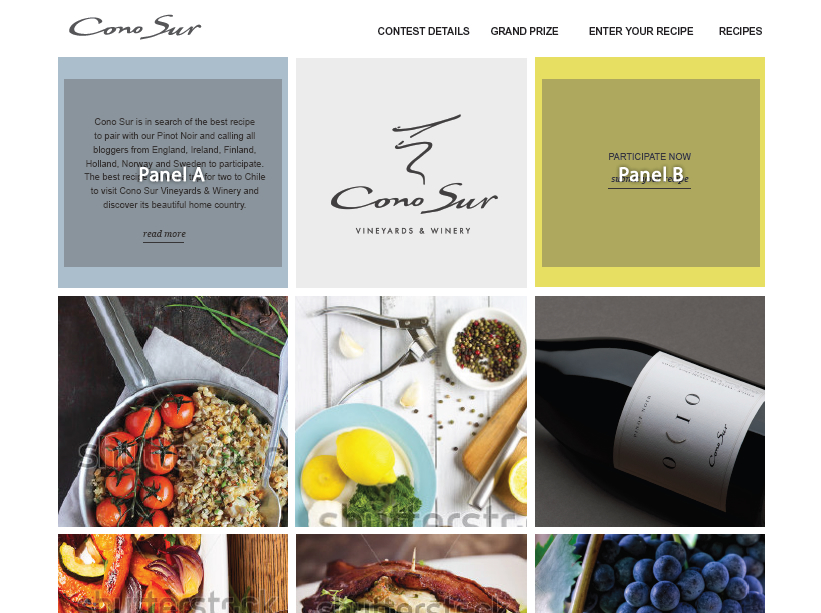 Cono Sur
CONTEST DETAILS GRAND PRIZE ENTER YOUR RECIPE RECIPES
Cono Sur is in search of the best recipe
to pair with our Pinot Noir and calling all
bloggers from England, Ireland, Finland,
Holland, Norway and Sweden to participate.
The best for two to Chile
Panel A
to visit Cono Sur Vineyards & Winery and
discover its beautiful home country.
read more
Cono Sur
VINEYARDS & WINERY
PARTICIPATE NOW
Panel B
shutterstock
shutterstock
PINOT NOIR
OCIO
Cono Sur
shutterstock
shutterstock